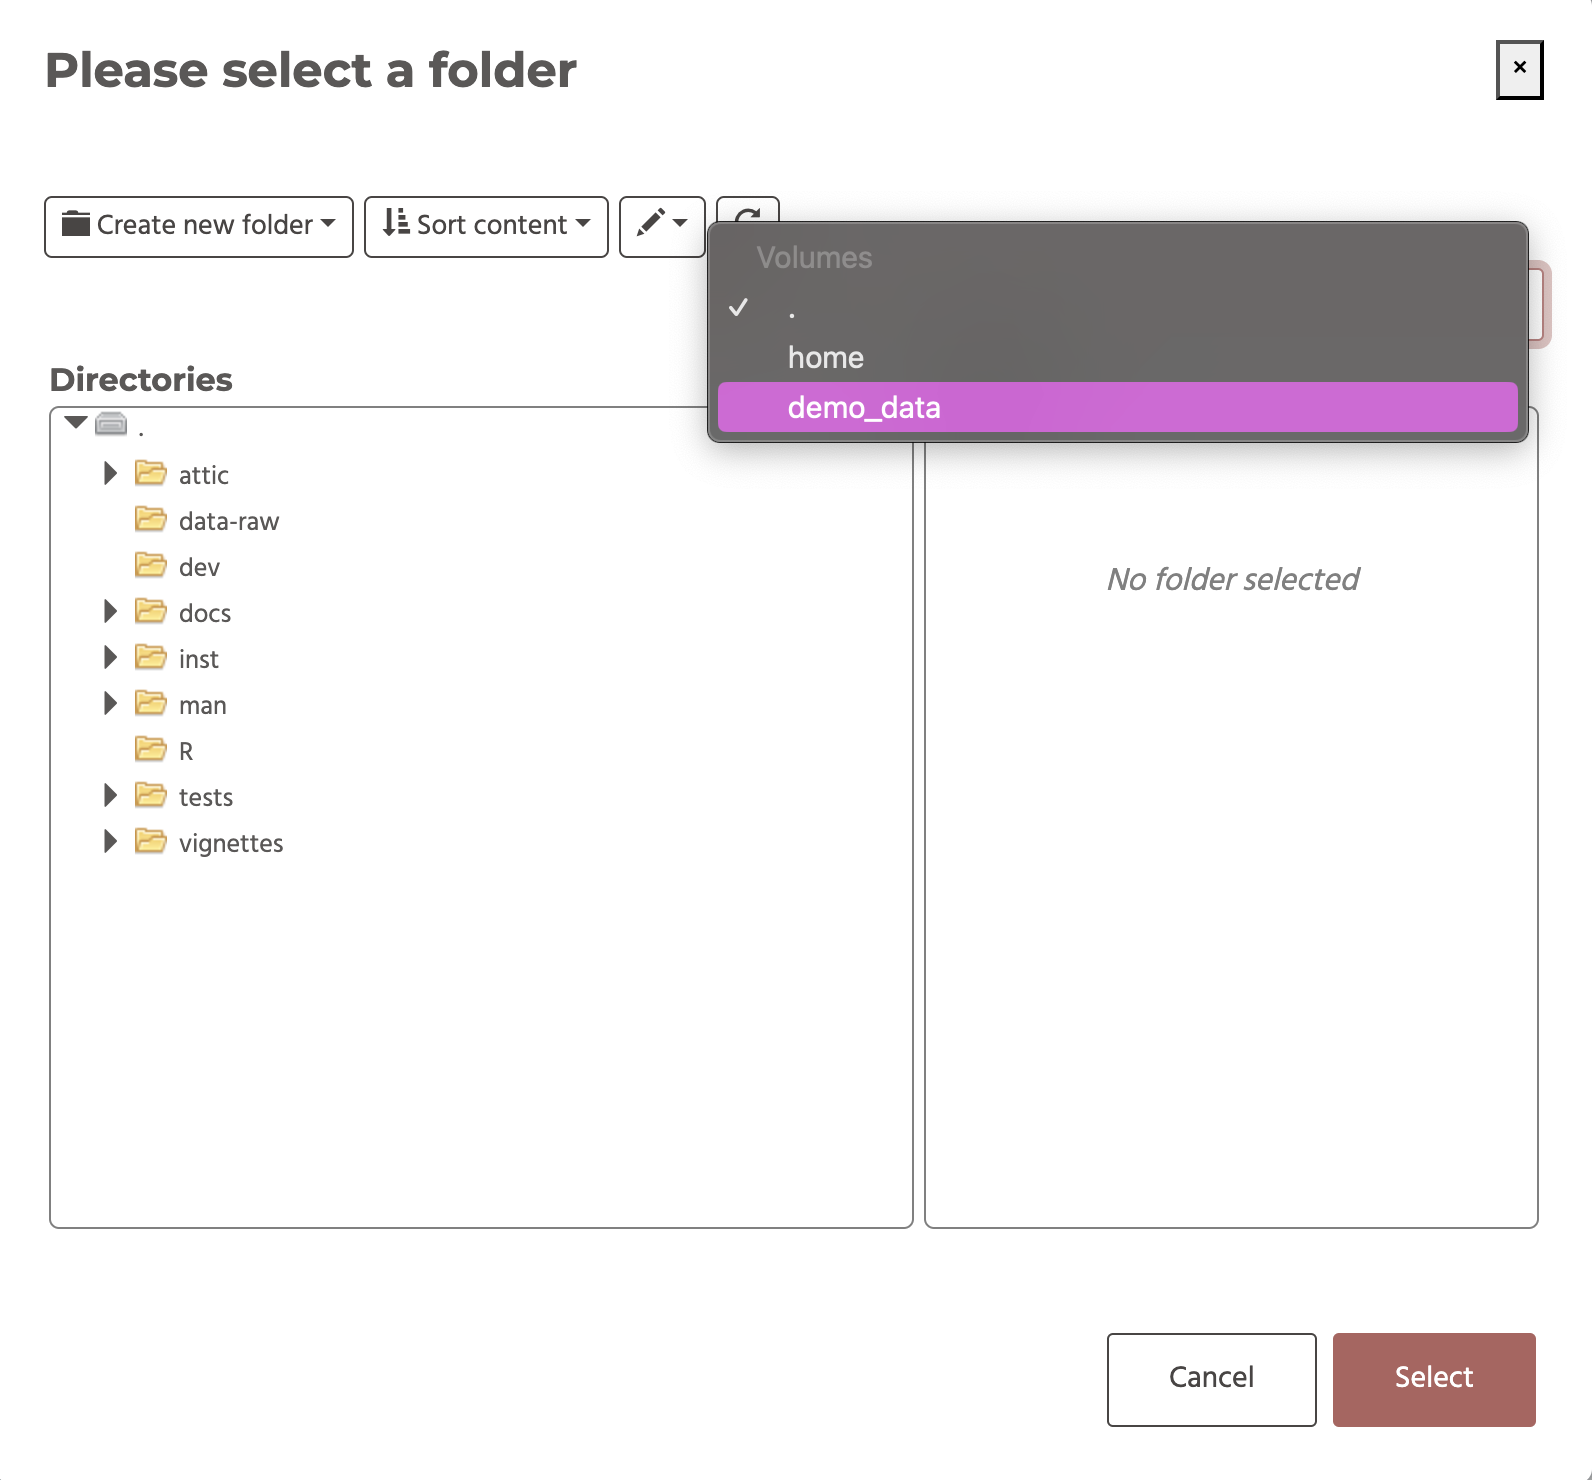 Please select a folder
×
Create new folder
Sort content
Volumes
.
home
demo_data
Directories
.
attic
data-raw
dev
docs
inst
man
R
tests
vignettes
No folder selected
Cancel
Select